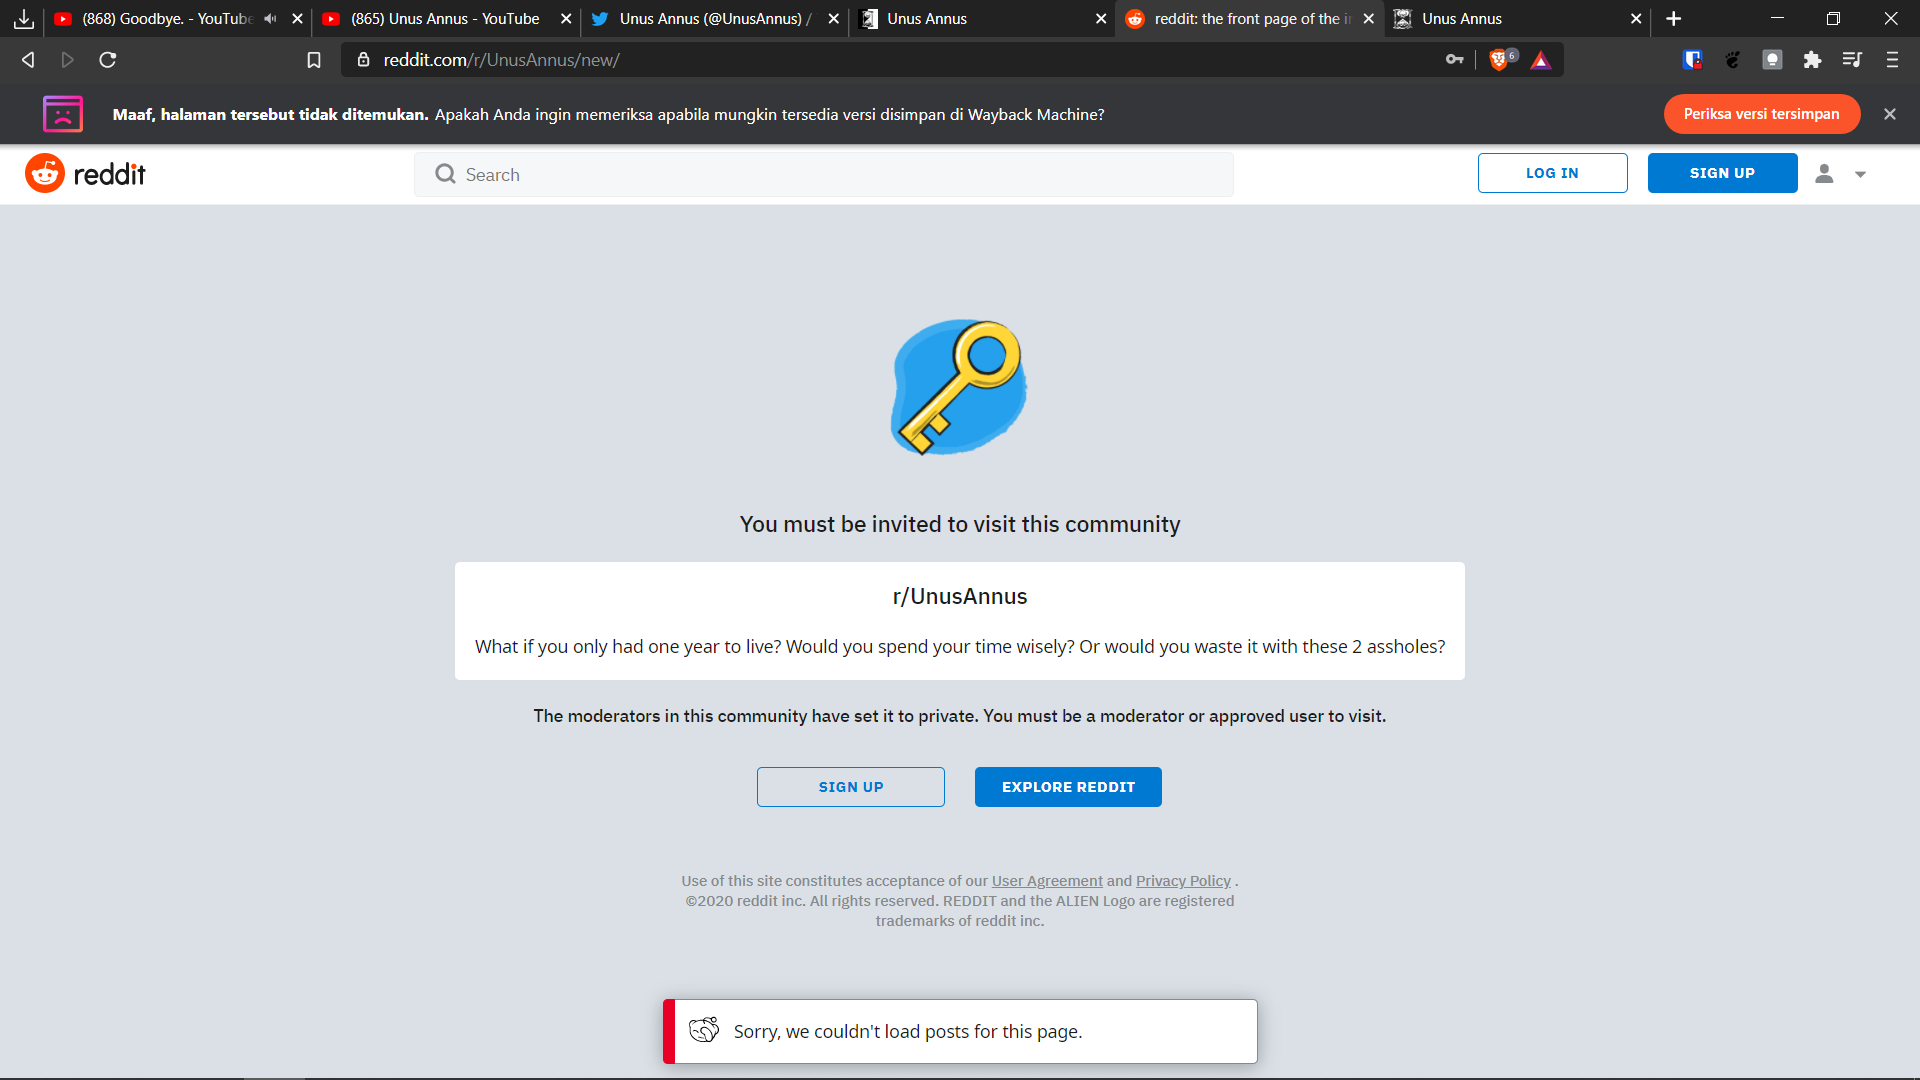 (868) Goodbye. - YouTube
(865) Unus Annus - YouTube
Unus Annus (@UnusAnnus) /
Unus Annus
reddit: the front page of the in
Unus Annus
reddit.com/r/UnusAnnus/new/
6
Maaf, halaman tersebut tidak ditemukan. Apakah Anda ingin memeriksa apabila mungkin tersedia versi disimpan di Wayback Machine?
Periksa versi tersimpan
reddit
Search
LOG IN
SIGN UP
You must be invited to visit this community
r/UnusAnnus
What if you only had one year to live? Would you spend your time wisely? Or would you waste it with these 2 assholes?
The moderators in this community have set it to private. You must be a moderator or approved user to visit.
SIGN UP
EXPLORE REDDIT
Use of this site constitutes acceptance of our User Agreement and Privacy Policy .
©2020 reddit inc. All rights reserved. REDDIT and the ALIEN Logo are registered
trademarks of reddit inc.
Sorry, we couldn't load posts for this page.